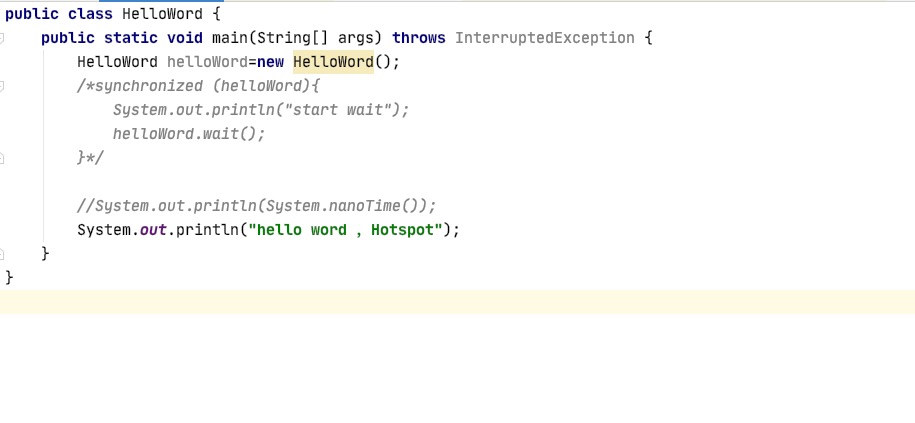 public class HelloWord {
    public static void main(String[] args) throws InterruptedException {
        HelloWord helloWord=new HelloWord();
        /*synchronized (helloWord){
            System.out.println("start wait");
            helloWord.wait();
        }*/

        //System.out.println(System.nanoTime());
        System.out.println("hello word , Hotspot");
    }
}